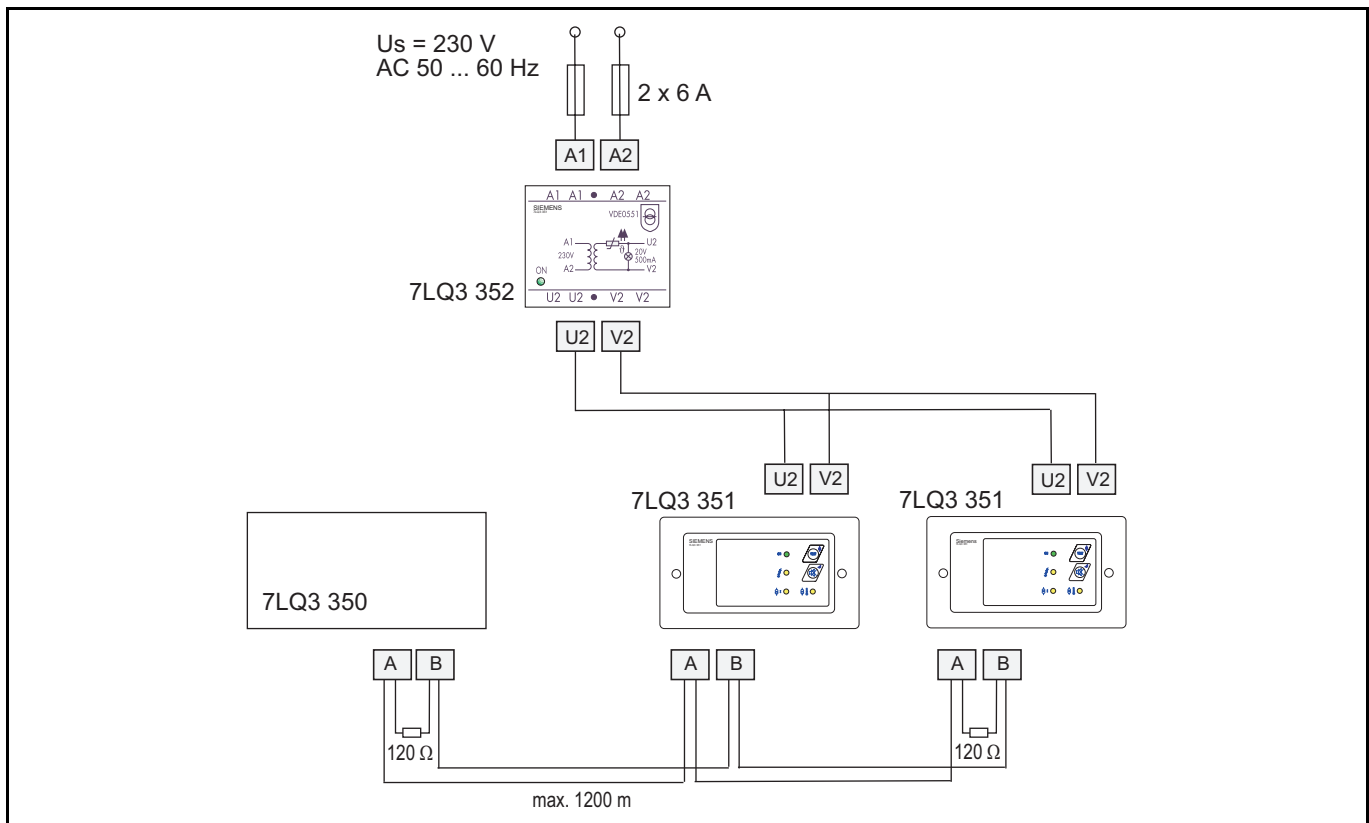 Us = 230 V
AC 50 ... 60 Hz
2 x 6 A
A1 A2
A1 A1 • A2 A2
SIEMENS
VDE0551
A1
U2
230V
20V
500mA
A2
V2
ON
U2 U2 • V2 V2
7LQ3 352
U2 V2
U2 V2
U2 V2
7LQ3 351
7LQ3 351
SIEMENS
Siemens
7LQ3 350
A B
A B
A B
120 Ω
120 Ω
max. 1200 m